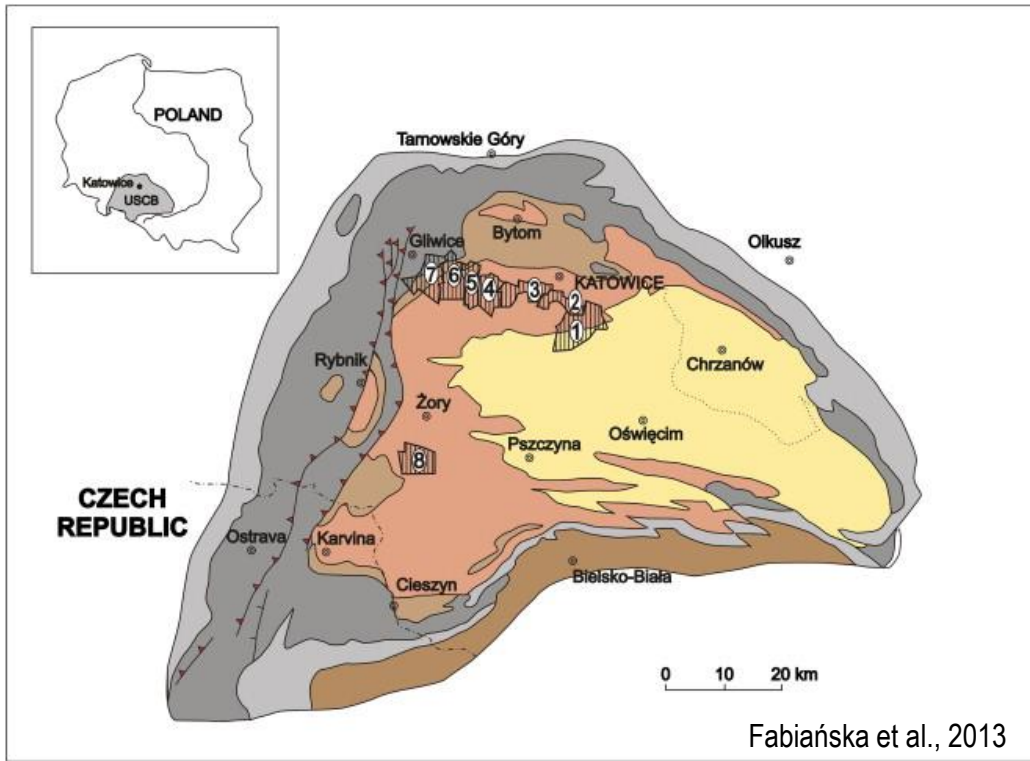 POLAND
Katowice
USCB
Tarnowskie Góry
Bytom
Gliwice
Olkusz
KATOWICE
7
6
5
4
3
2
1
Chrzanów
Rybnik
Żory
Oświęcim
Pszczyna
8
CZECH
REPUBLIC
Ostrava
Karvina
Cieszyn
Bielsko-Biała
0 10 20 km
Fabiańska et al., 2013